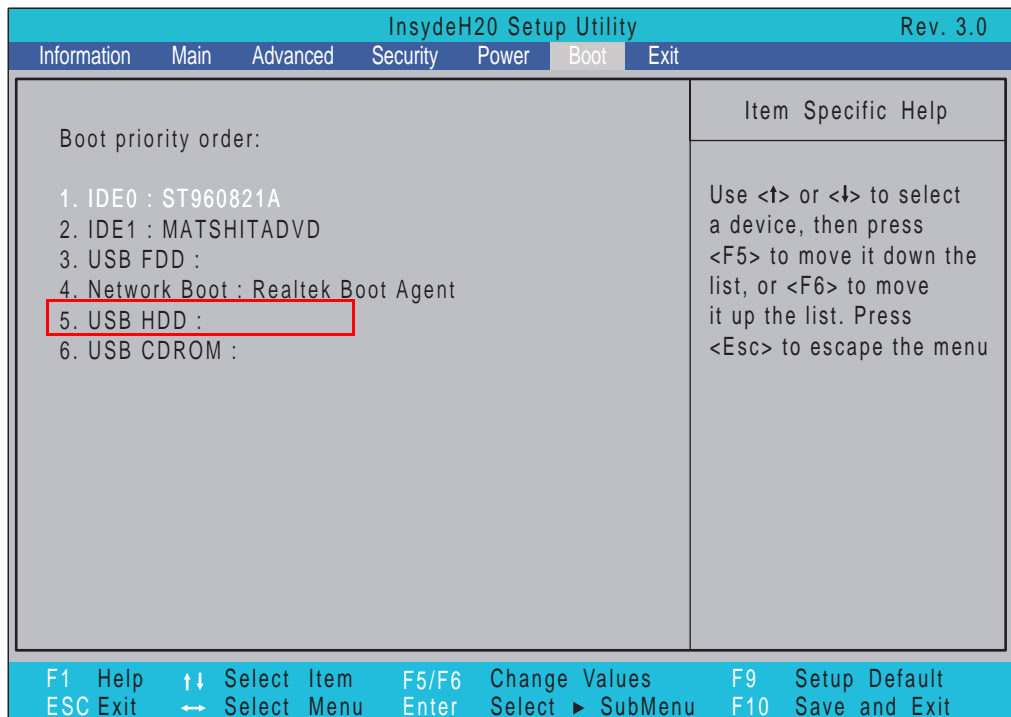 InsydeH20 Setup Utility Rev. 3.0
Information Main Advanced Security Power Boot Exit
Boot priority order:
1. IDE0 : ST960821A
2. IDE1 : MATSHITADVD
3. USB FDD :
4. Network Boot : Realtek Boot Agent
5. USB HDD :
6. USB CDROM :
Item Specific Help
Use <↑> or <↓> to select
a device, then press
<F5> to move it down the
list, or <F6> to move
it up the list. Press
<Esc> to escape the menu
F1 Help ↑↓ Select Item F5/F6 Change Values F9 Setup Default
ESC Exit ↔ Select Menu Enter Select ► SubMenu F10 Save and Exit